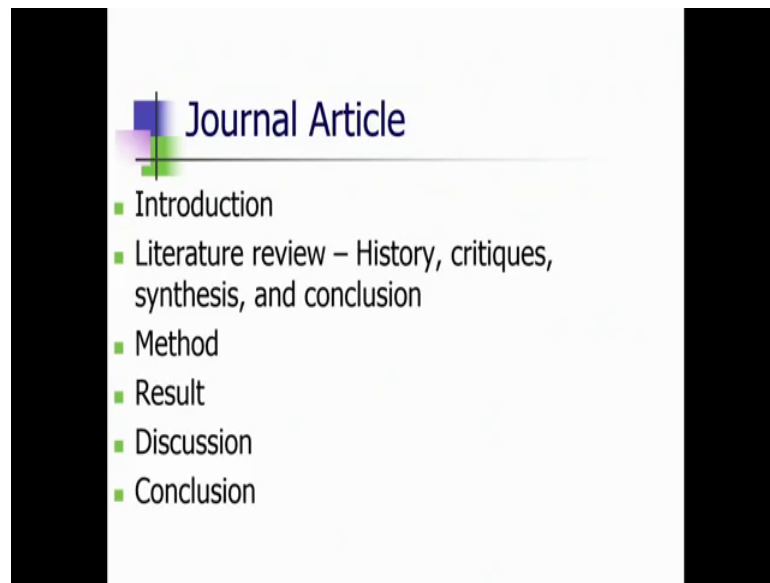 Journal Article
Introduction
Literature review – History, critiques,
synthesis, and conclusion
Method
Result
Discussion
Conclusion